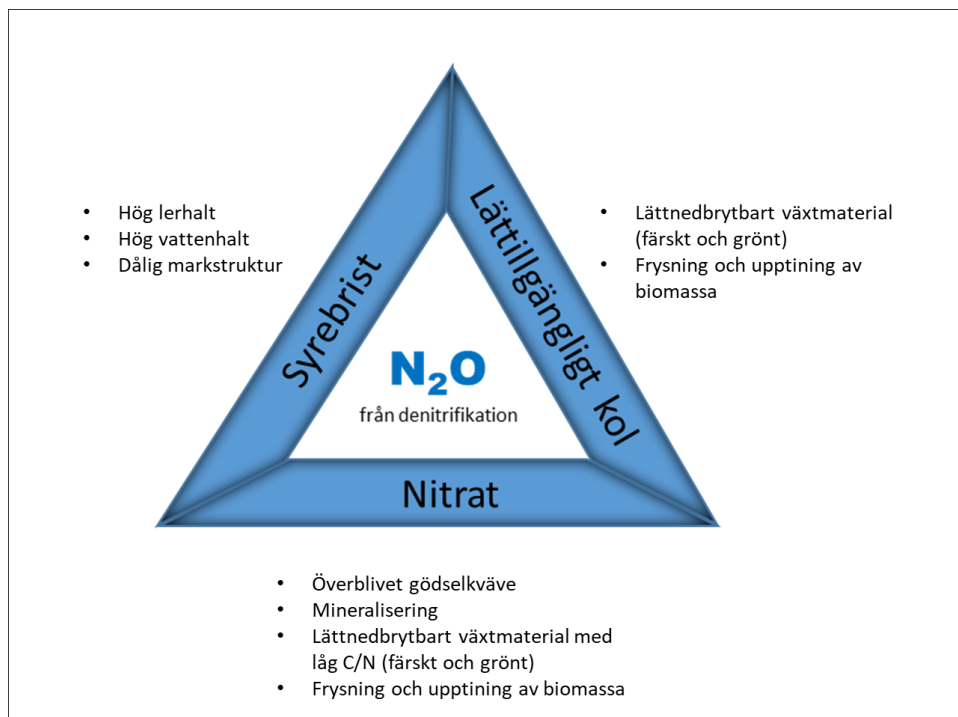 • Hög lerhalt
• Hög vattenhalt
• Dålig markstruktur
Syrebrist
Lättillgängligt kol
• Lättnedbrytbart växtmaterial
(färskt och grönt)
• Frysning och upptining av
biomassa
N₂O
från denitrifikation
Nitrat
• Överblivet gödselkväve
• Mineralisering
• Lättnedbrytbart växtmaterial med
låg C/N (färskt och grönt)
• Frysning och upptining av biomassa